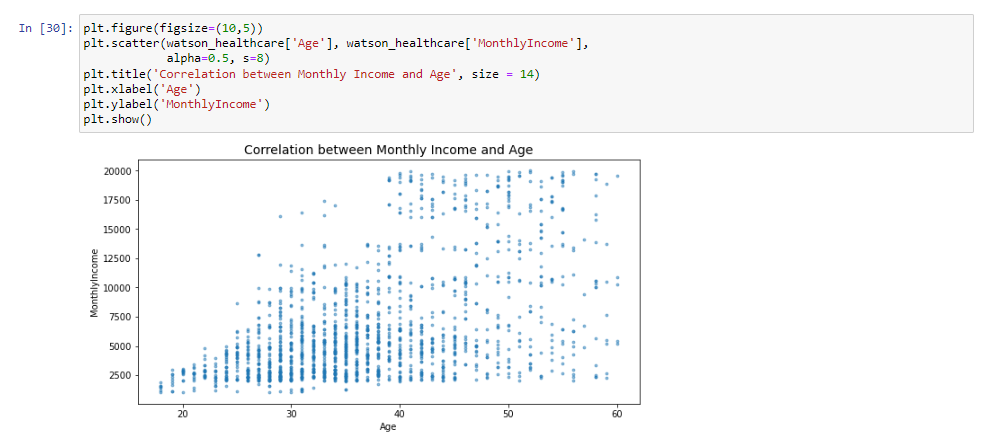 In [30]: plt.figure(figsize=(10,5))
plt.scatter(watson_healthcare['Age'], watson_healthcare['MonthlyIncome'],
            alpha=0.5, s=8)
plt.title('Correlation between Monthly Income and Age', size = 14)
plt.xlabel('Age')
plt.ylabel('MonthlyIncome')
plt.show()
Correlation between Monthly Income and Age
20000
17500
15000
12500
10000
7500
5000
2500
MonthlyIncome
20 30 40 50 60
Age